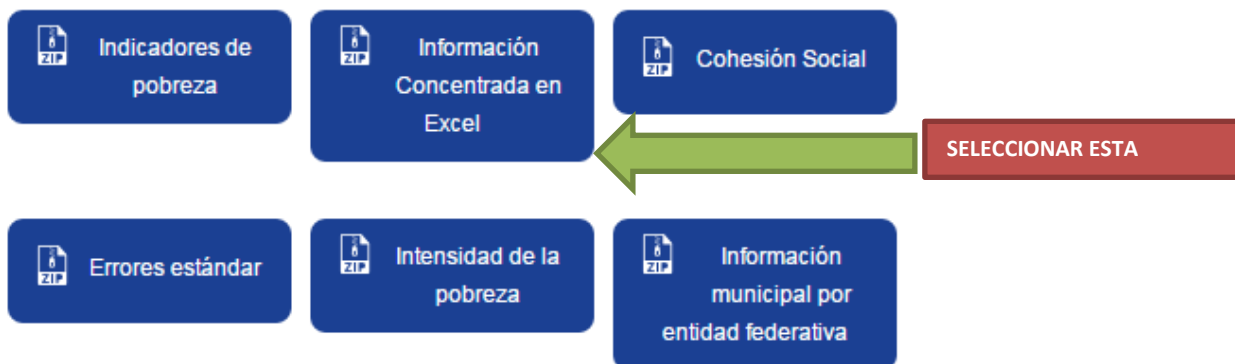 ZIP
Indicadores de
pobreza
ZIP
Información
Concentrada en
Excel
ZIP
Cohesión Social
SELECCIONAR ESTA
ZIP
Errores estándar
ZIP
Intensidad de la
pobreza
ZIP
Información
municipal por
entidad federativa